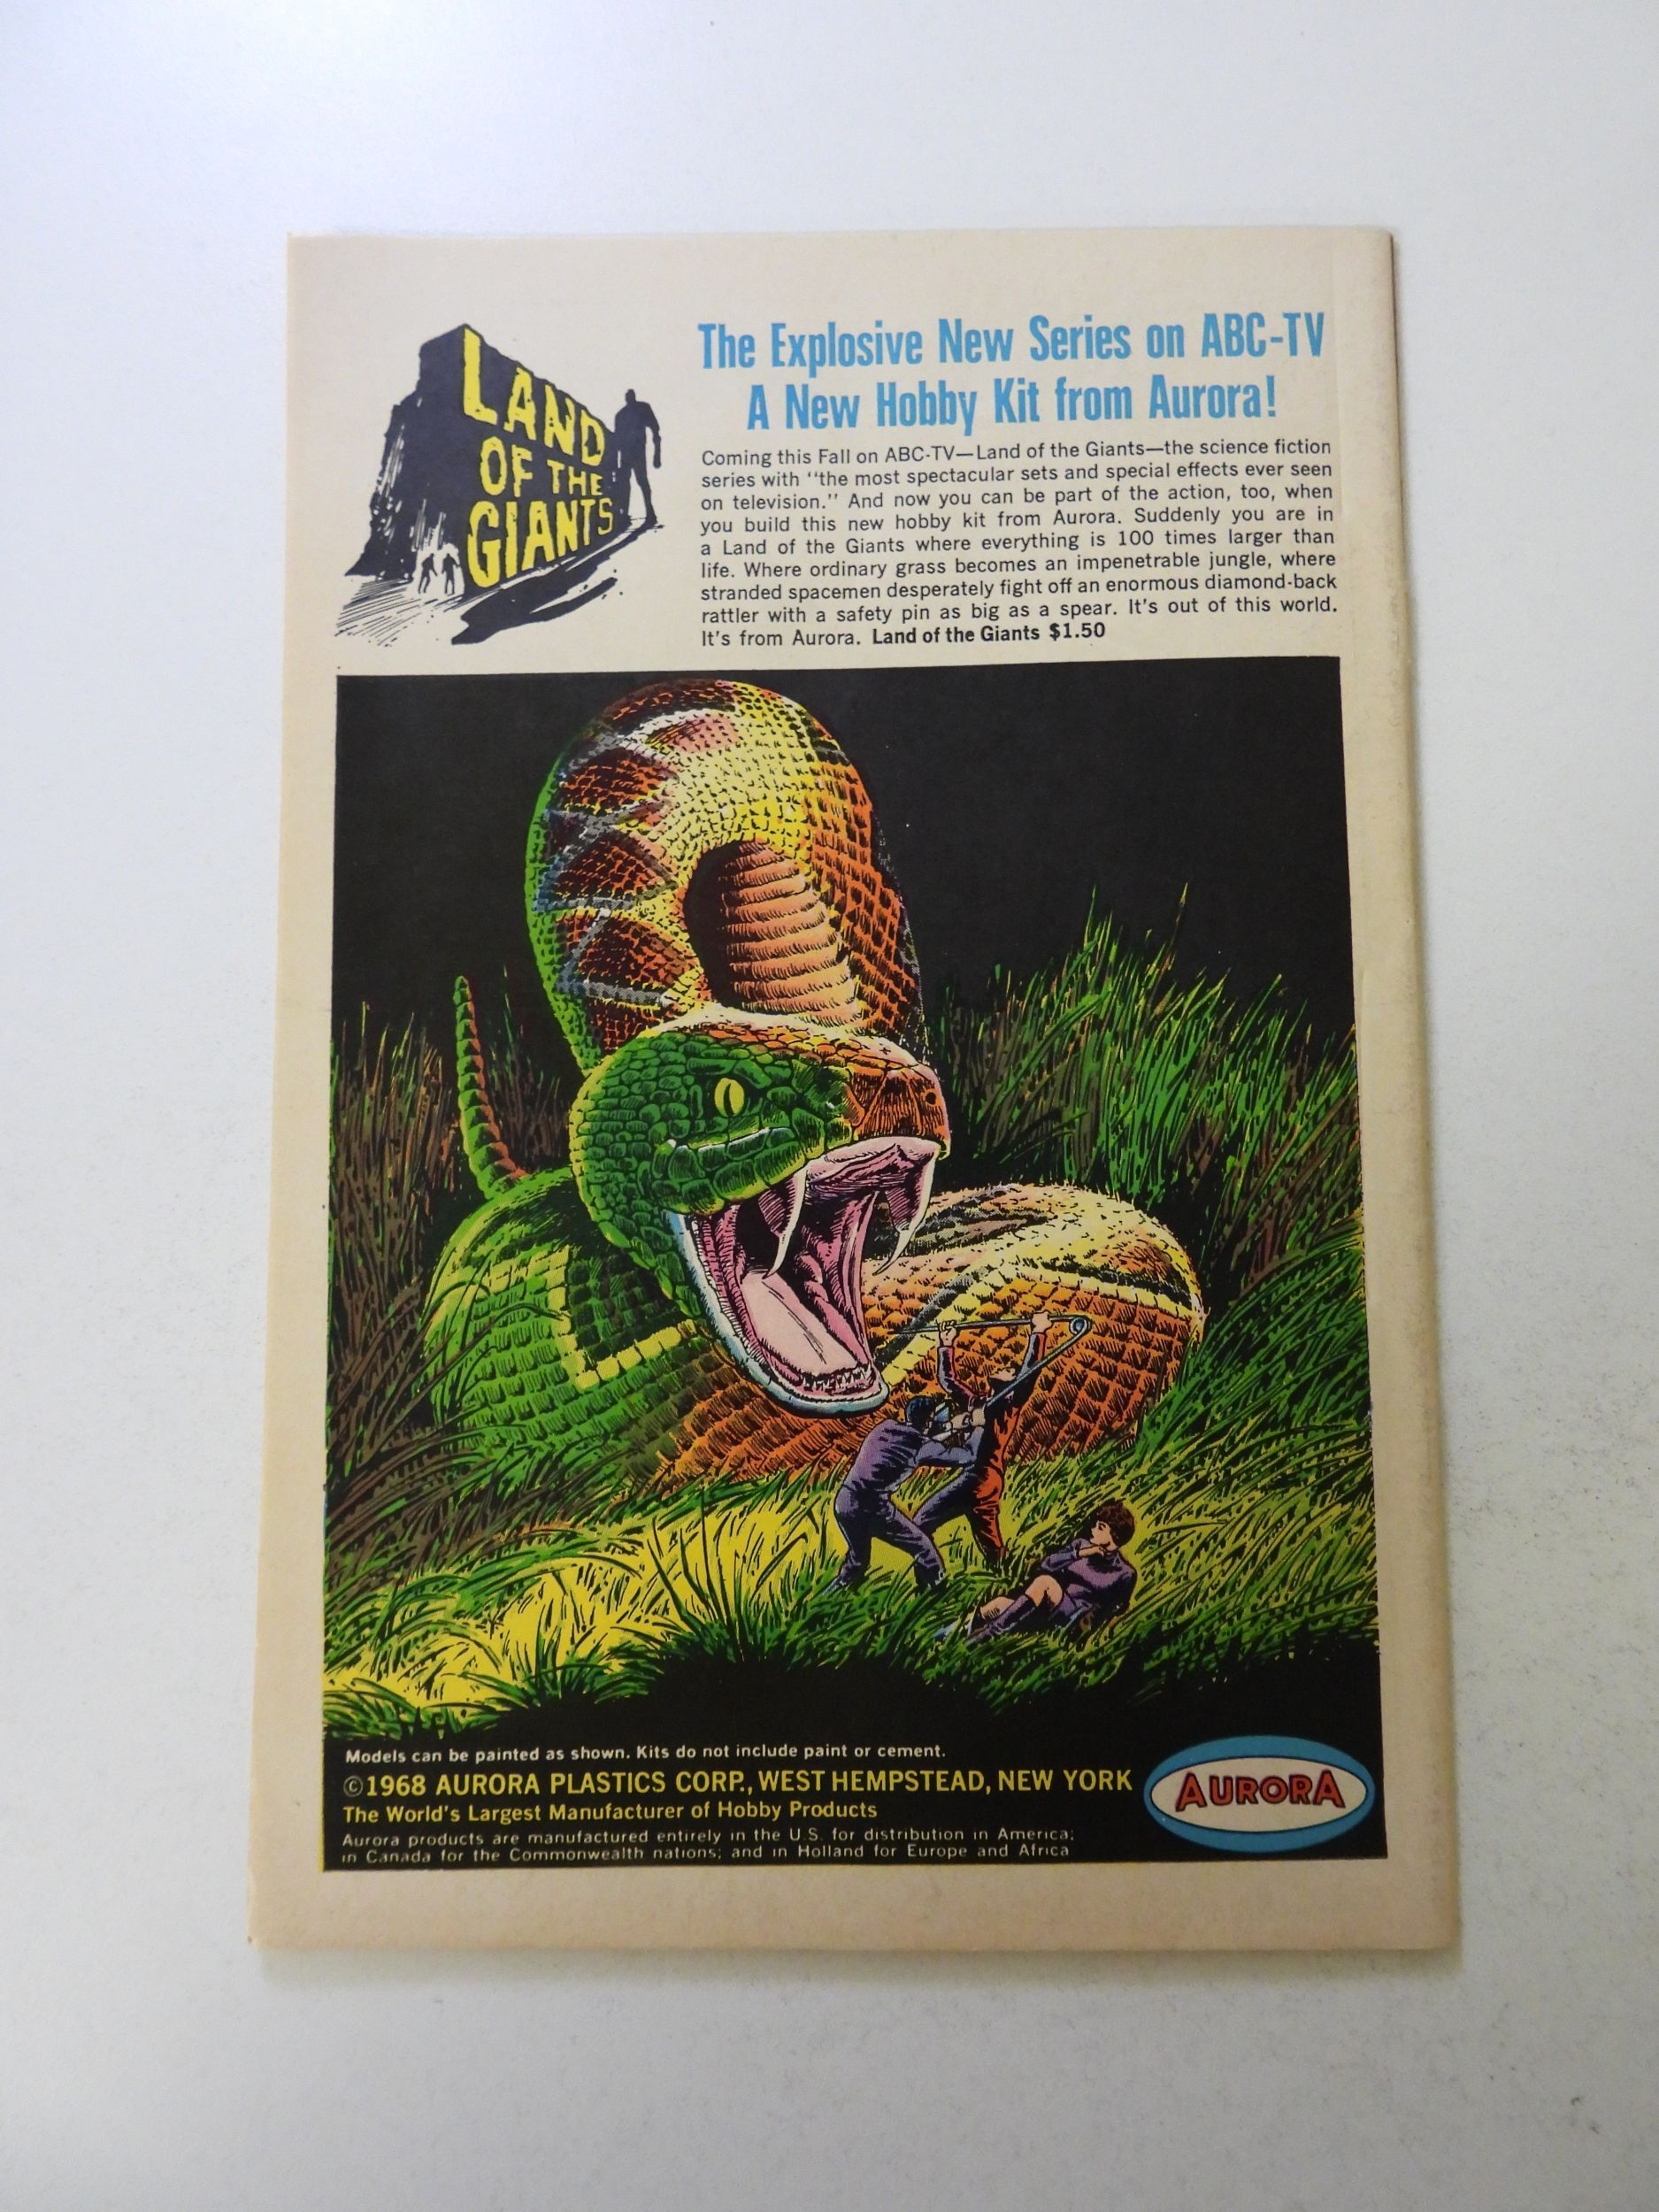 LAND
OF THE
GIANTS
The Explosive New Series on ABC-TV
A New Hobby Kit from Aurora!
Coming this Fall on ABC-TV—Land of the Giants—the science fiction
series with "the most spectacular sets and special effects ever seen
on television." And now you can be part of the action, too, when
you build this new hobby kit from Aurora. Suddenly you are in
a Land of the Giants where everything is 100 times larger than
life. Where ordinary grass becomes an impenetrable jungle, where
stranded spacemen desperately fight off an enormous diamond-back
rattler with a safety pin as big as a spear. It's out of this world.
It's from Aurora. Land of the Giants $1.50
Models can be painted as shown. Kits do not include paint or cement.
©1968 AURORA PLASTICS CORP., WEST HEMPSTEAD, NEW YORK
The World's Largest Manufacturer of Hobby Products
Aurora products are manufactured entirely in the U.S. for distribution in America;
in Canada for the Commonwealth nations; and in Holland for Europe and Africa
AURORA